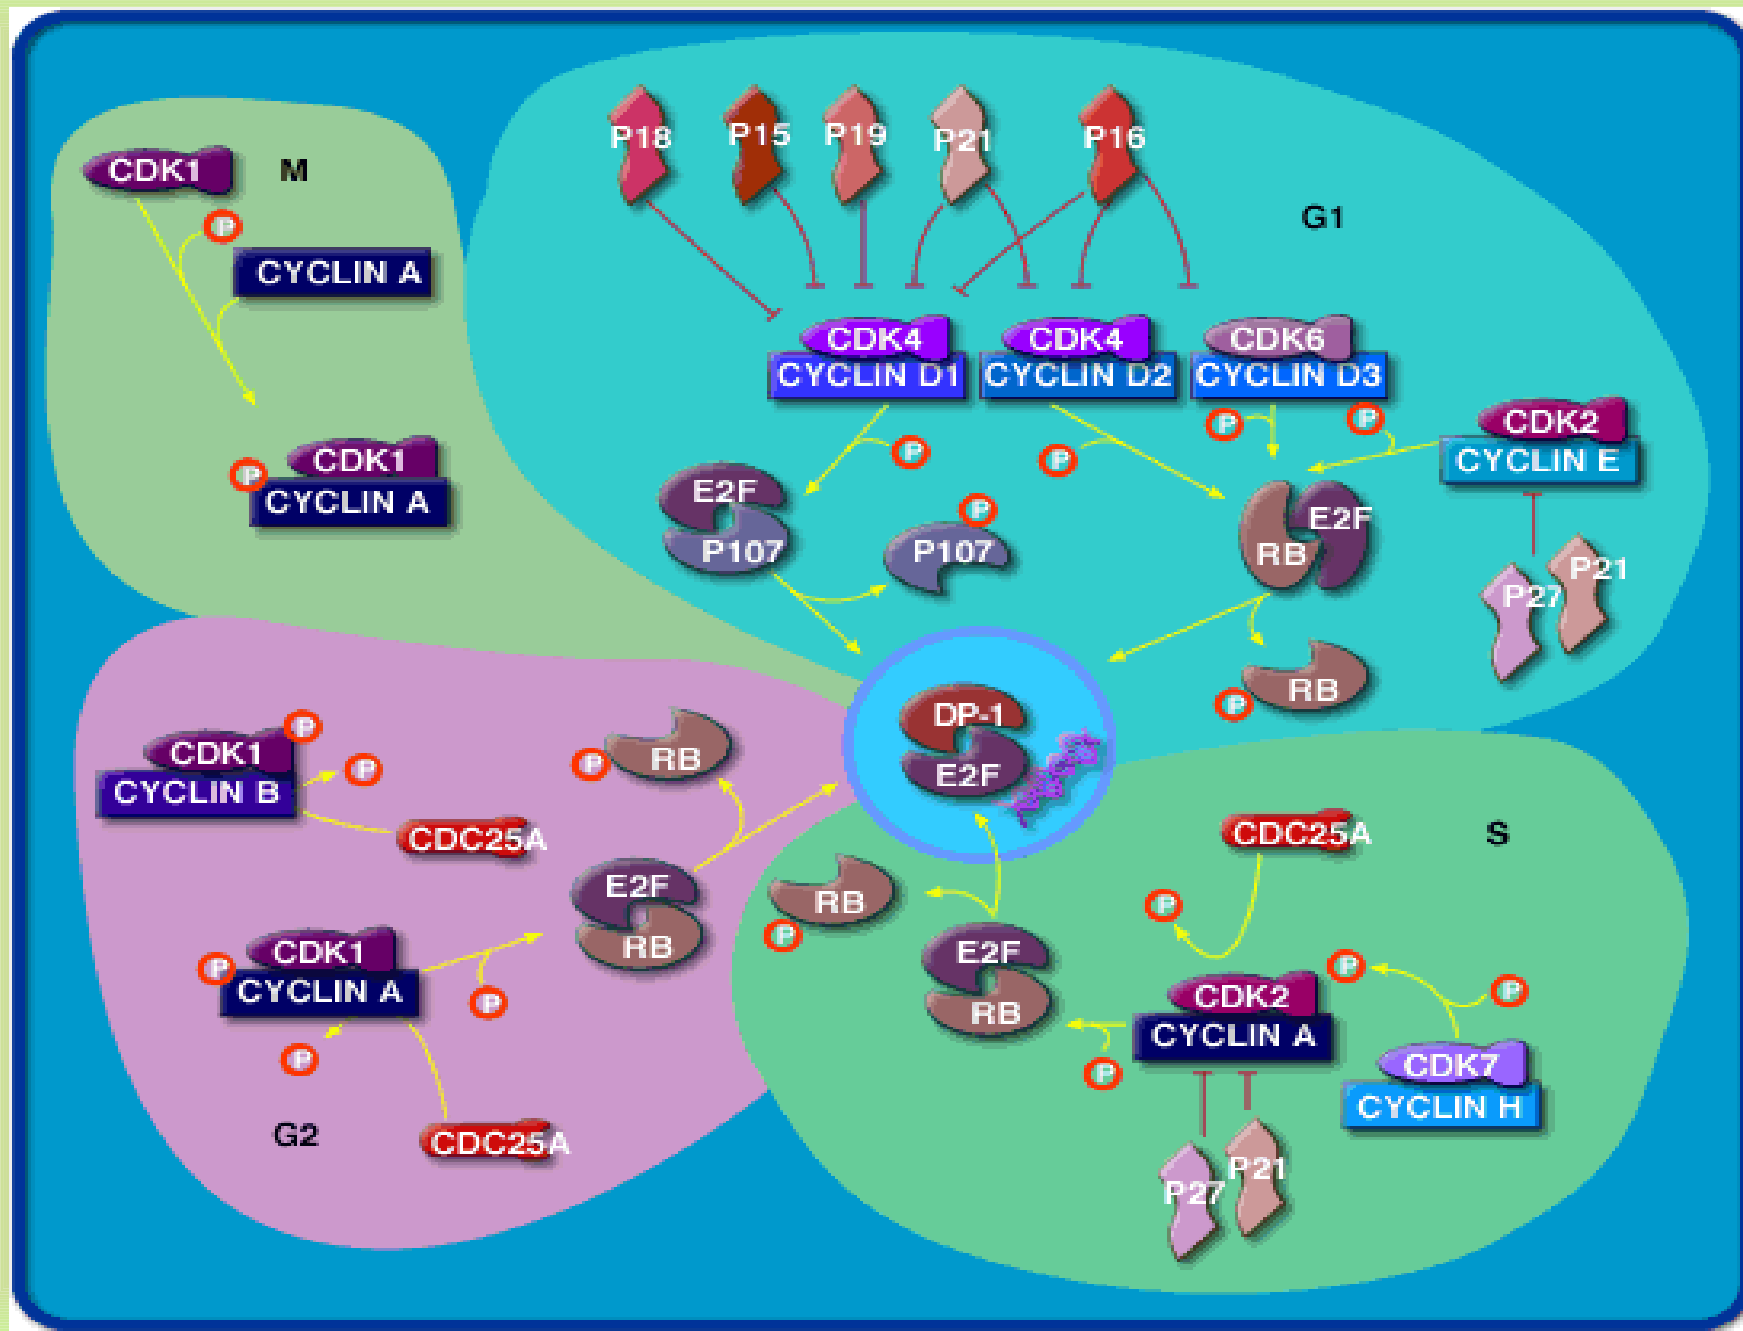 P18
P15
P19
P21
P16
CDK1
M
P
CYCLIN A
G1
CDK4
CYCLIN D1
CDK4
CYCLIN D2
CDK6
CYCLIN D3
P
P
P
P
CDK2
CYCLIN E
CDK1
P
CYCLIN A
E2F
P107
P
P107
E2F
RB
P27
P21
P
RB
DP-1
E2F
P
CDK1
CYCLIN B
P
CDC25A
RB
P
E2F
RB
CDK1
P
CYCLIN A
P
P
G2
CDC25A
CDC25A
S
RB
P
P
E2F
RB
CDK2
CYCLIN A
P
P
P
CDK7
CYCLIN H
P27
P21